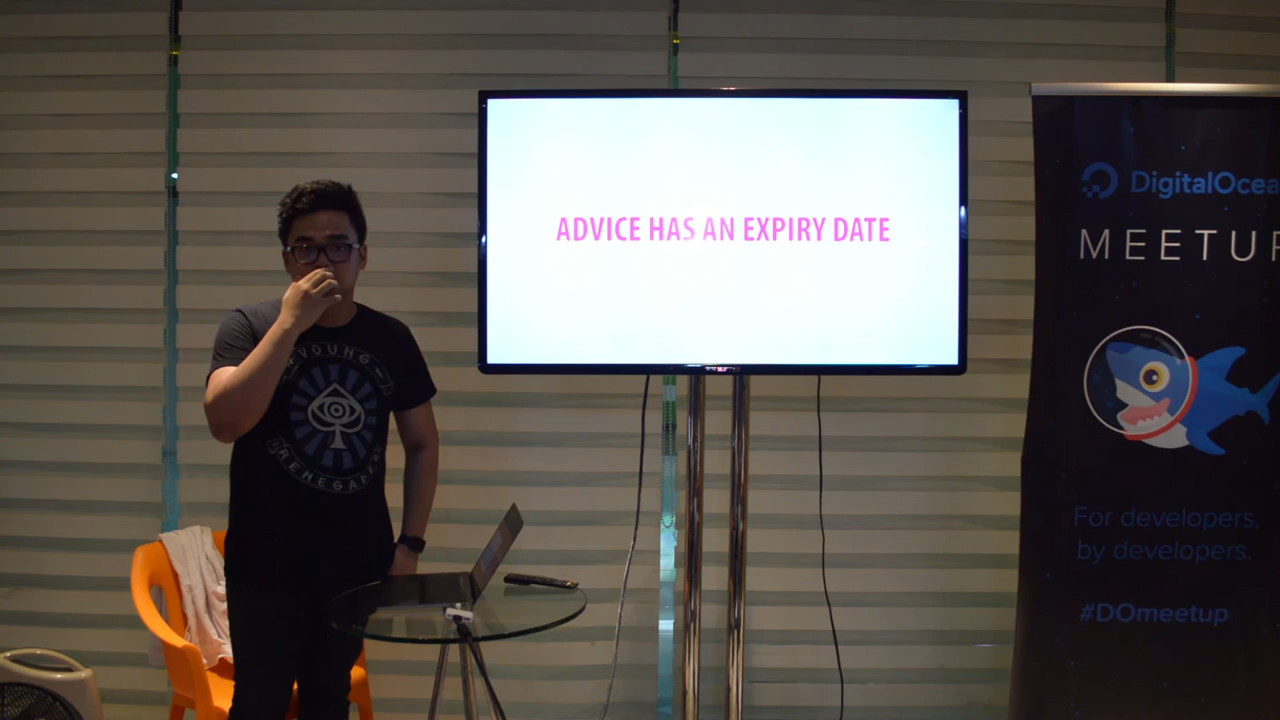 ADVICE HAS AN EXPIRY DATE
YOUNG
RENEGADE
DigitalOcea
MEETUP
For developers,
by developers.
#DOmeetup